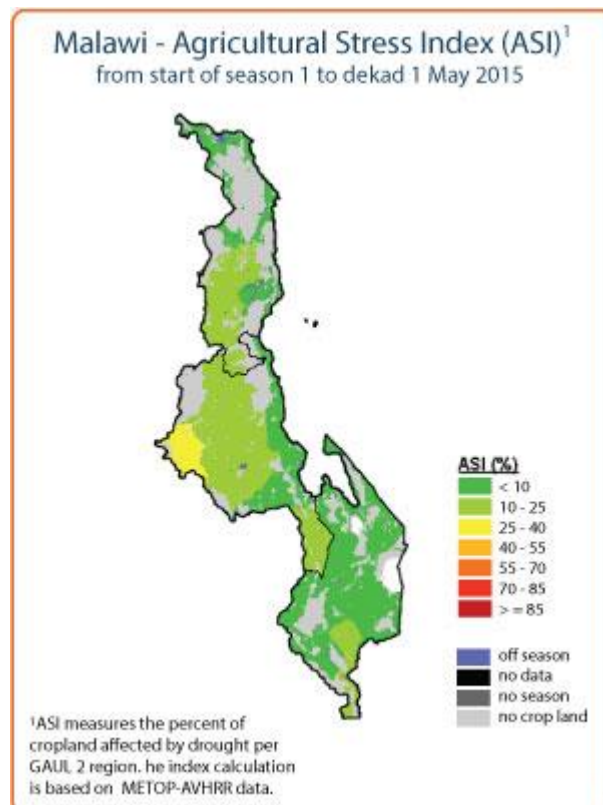 Malawi - Agricultural Stress Index (ASI)¹
from start of season 1 to dekad 1 May 2015
ASI (%)
< 10
10 - 25
25 - 40
40 - 55
55 - 70
70 - 85
> = 85
off season
no data
no season
no crop land
¹ASI measures the percent of
cropland affected by drought per
GAUL 2 region. he index calculation
is based on METOP-AVHRR data.